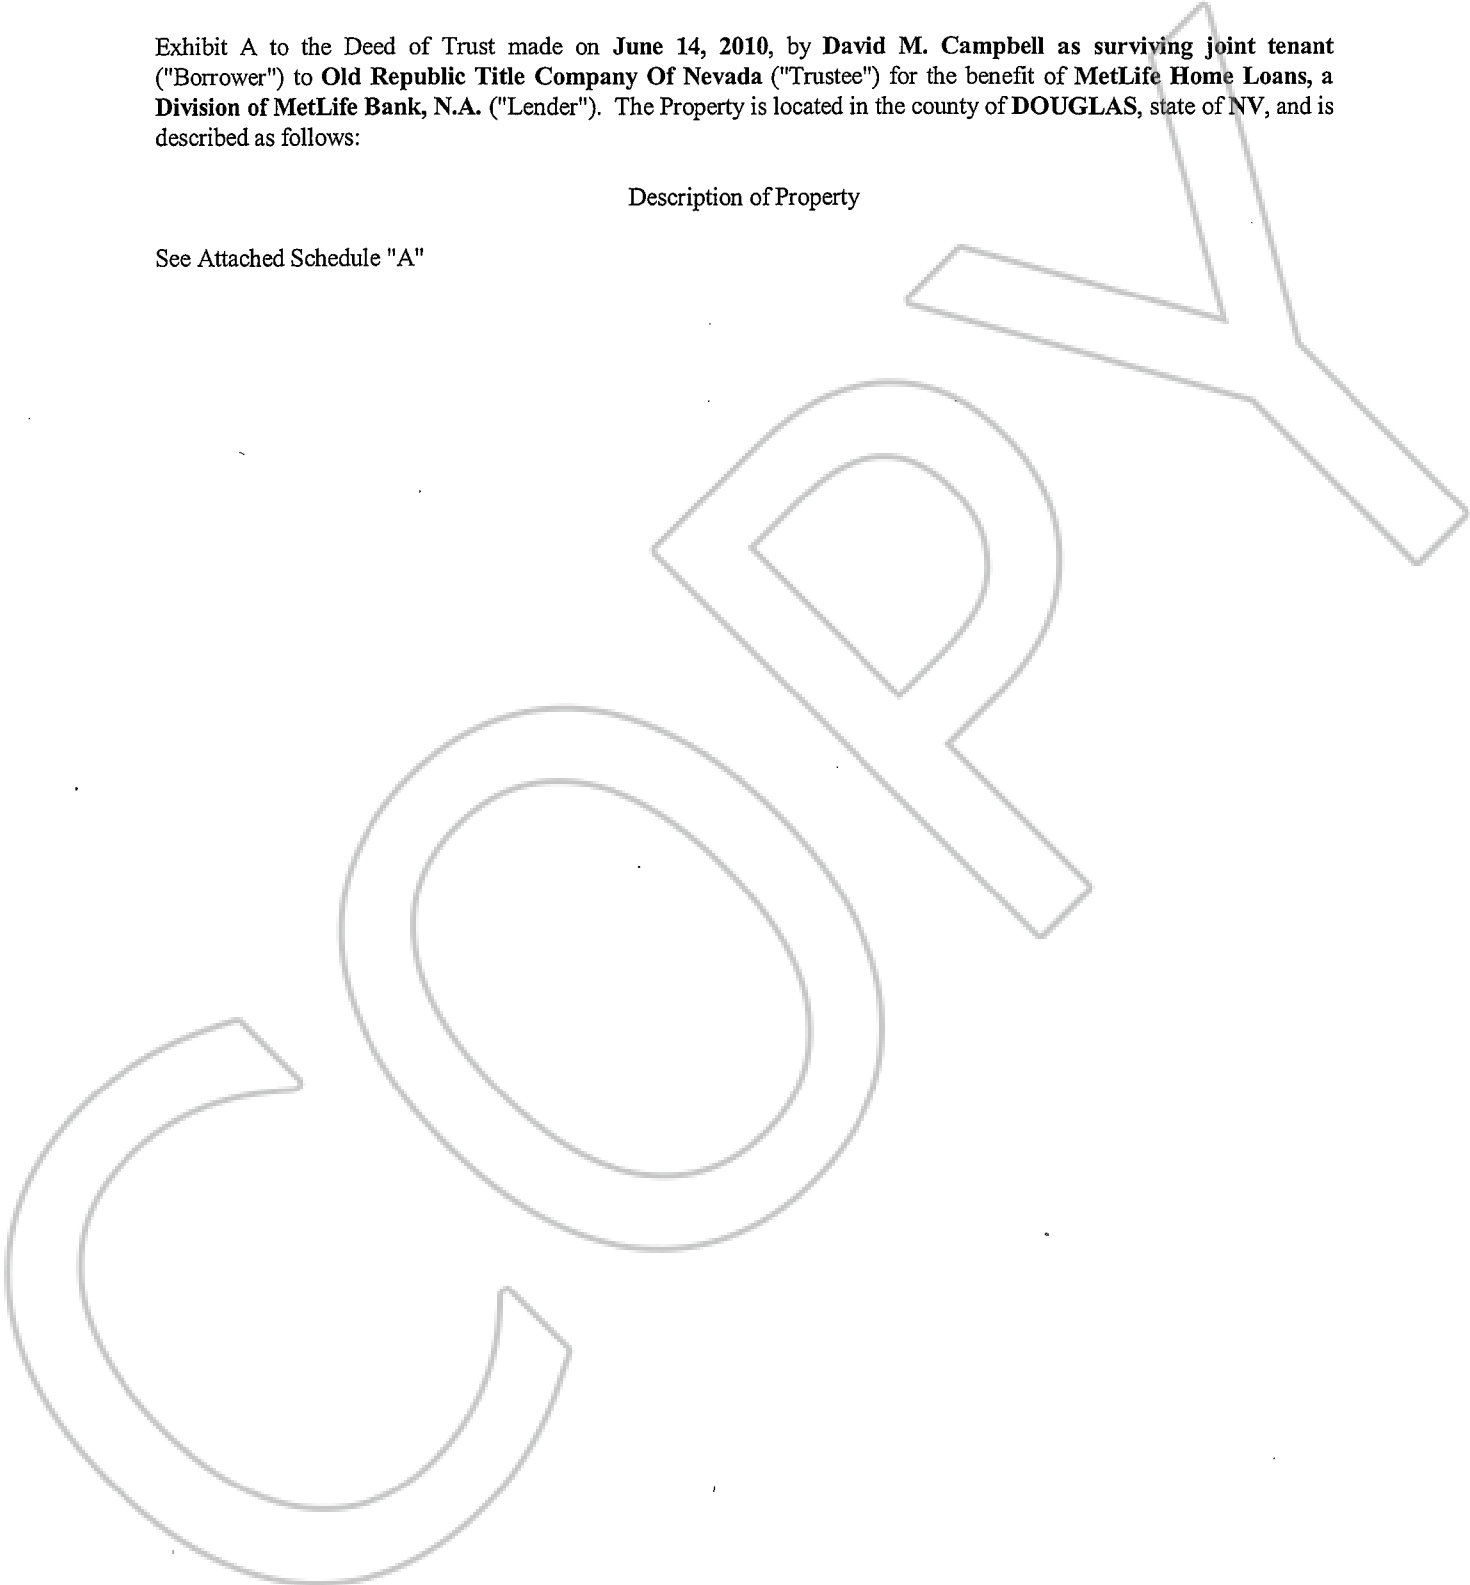 Exhibit A to the Deed of Trust made on June 14, 2010, by David M. Campbell as surviving joint tenant
("Borrower") to Old Republic Title Company Of Nevada ("Trustee") for the benefit of MetLife Home Loans, a
Division of MetLife Bank, N.A. ("Lender"). The Property is located in the county of DOUGLAS, state of NV, and is
described as follows:
Description of Property
See Attached Schedule "A"
COPY